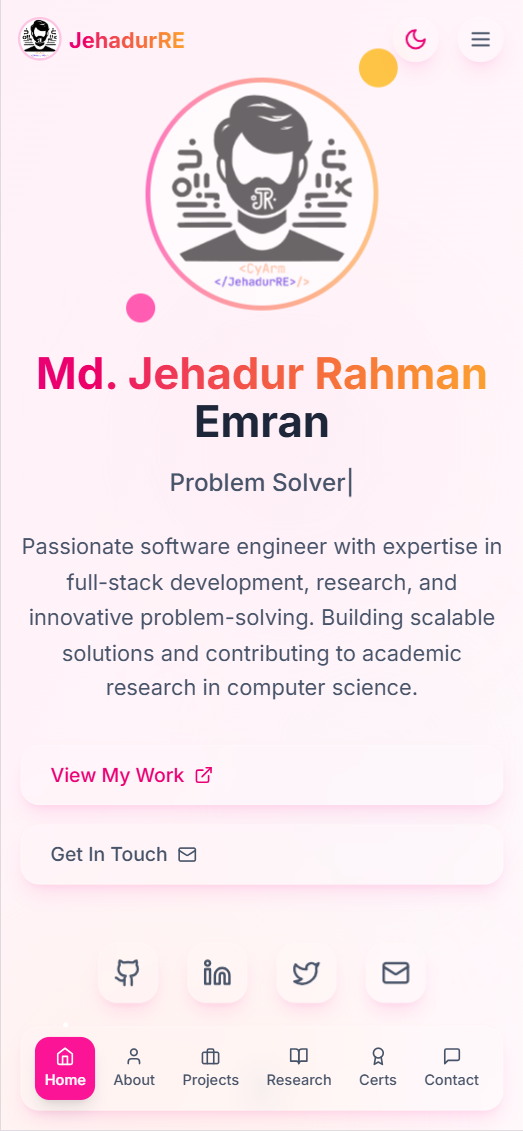 JehadurRE
JR
<CyArm
</JehadurRE>/>
Md. Jehadur Rahman
Emran
Problem Solver|
Passionate software engineer with expertise in
full-stack development, research, and
innovative problem-solving. Building scalable
solutions and contributing to academic
research in computer science.
View My Work
Get In Touch
Home About Projects Research Certs Contact